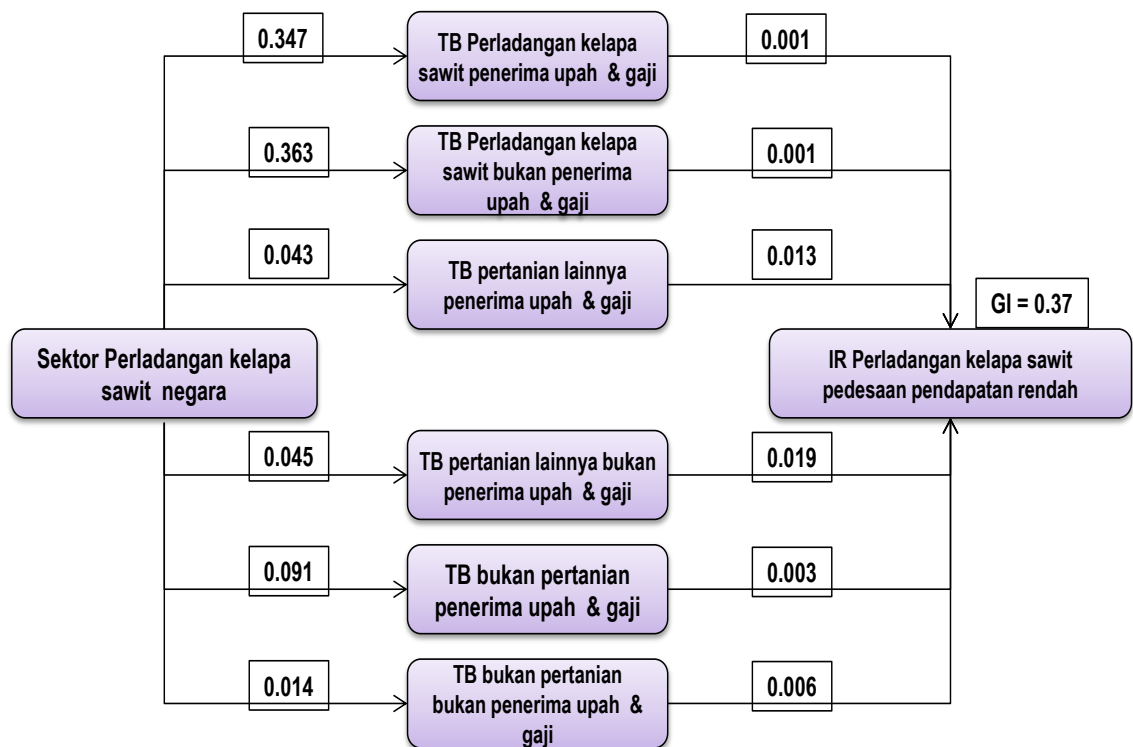 0.347
TB Perladangan kelapa
sawit penerima upah & gaji
0.001
0.363
TB Perladangan kelapa
sawit bukan penerima
upah & gaji
0.001
0.043
TB pertanian lainnya
penerima upah & gaji
0.013
GI = 0.37
Sektor Perladangan kelapa
sawit negara
IR Perladangan kelapa sawit
pedesaan pendapatan rendah
0.045
TB pertanian lainnya bukan
penerima upah & gaji
0.019
0.091
TB bukan pertanian
penerima upah & gaji
0.003
0.014
TB bukan pertanian
bukan penerima upah &
gaji
0.006